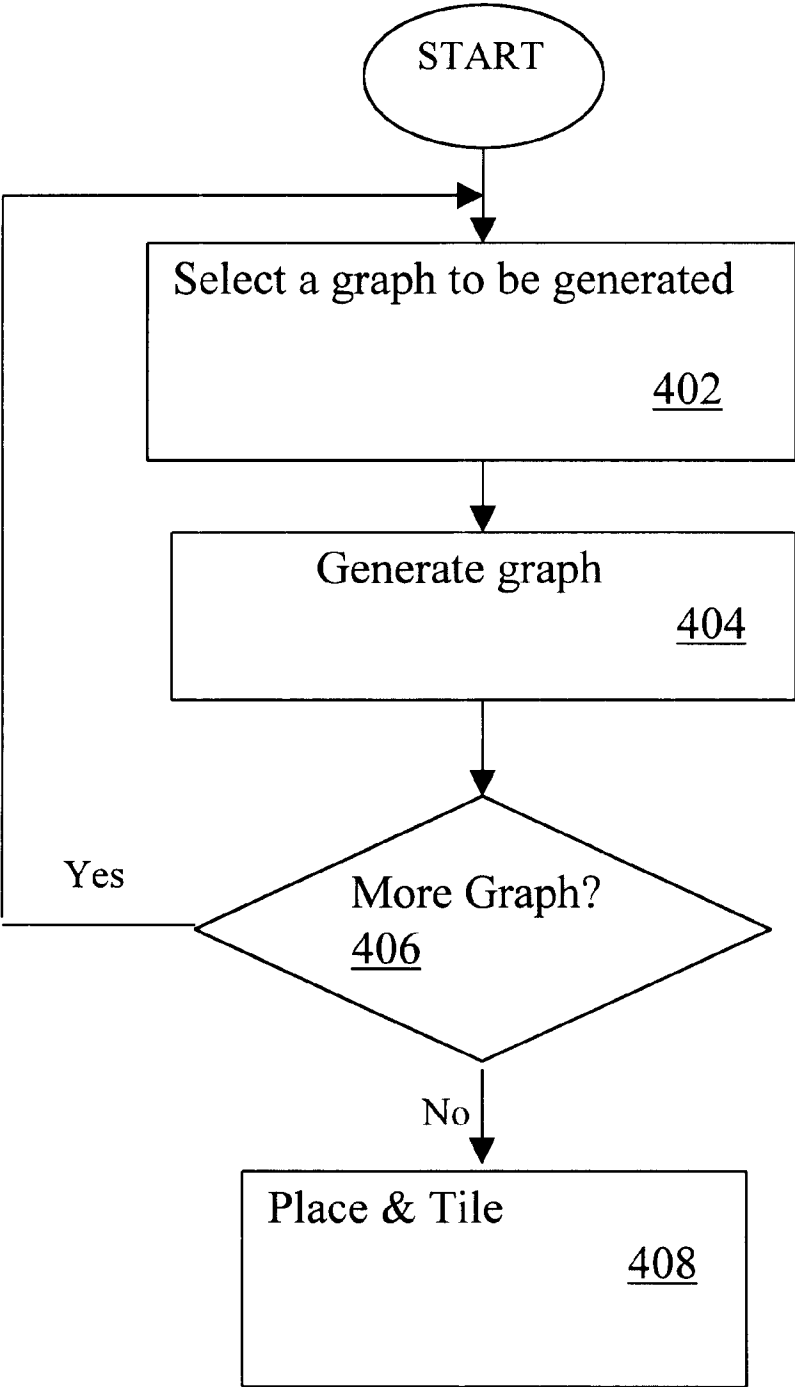 START
Select a graph to be generated
402
Generate graph
404
Yes
More Graph?
406
No
Place & Tile
408